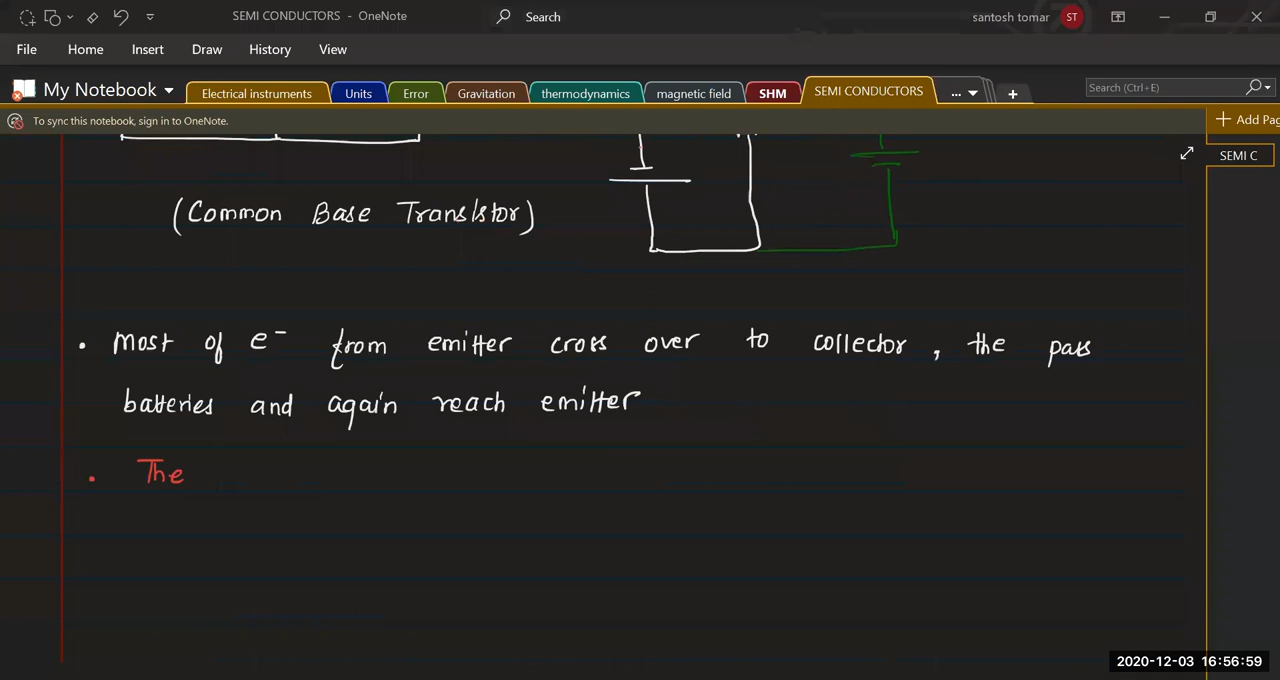 SEMI CONDUCTORS - OneNote
Search
santosh tomar
ST
File Home Insert Draw History View
My Notebook
Electrical instruments
Units
Error
Gravitation
thermodynamics
magnetic field
SHM
SEMI CONDUCTORS
...
Search (Ctrl+E)
To sync this notebook, sign in to OneNote.
Add Pag
SEMI C
(Common Base Transistor)
• Most of e⁻ from emitter cross over to collector, the pass
batteries and again reach emitter
• The
2020-12-03 16:56:59